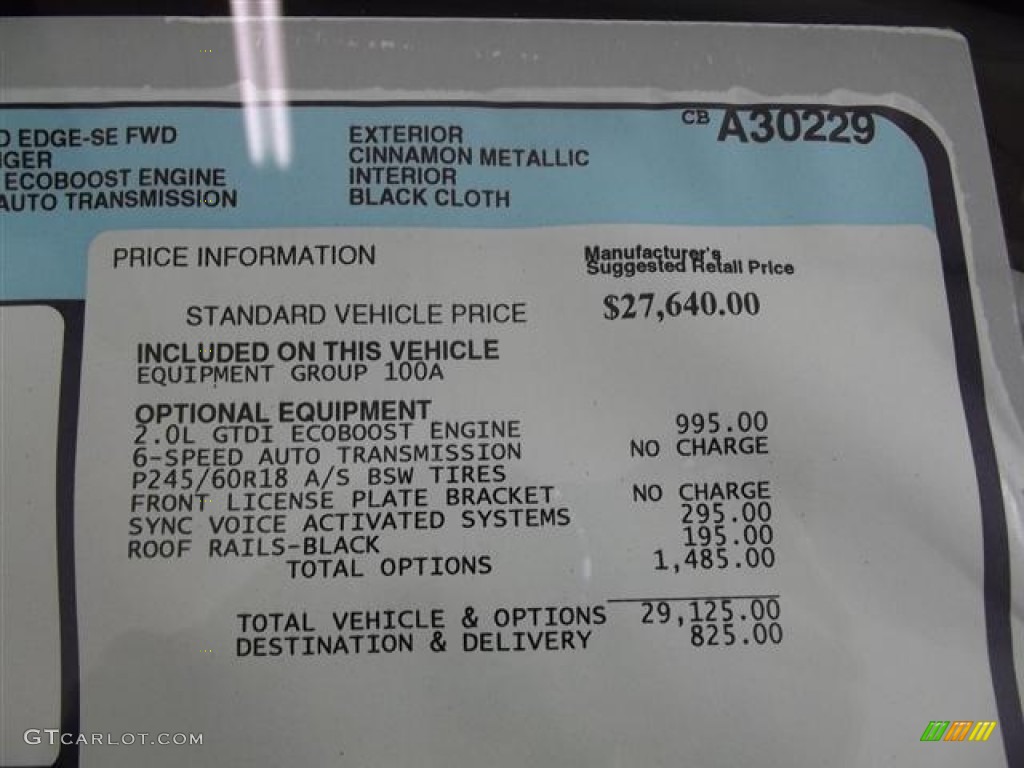 EDGE-SE FWD
ECOBOOST ENGINE
AUTO TRANSMISSION
EXTERIOR
CINNAMON METALLIC
INTERIOR
BLACK CLOTH
CB A30229
PRICE INFORMATION
Manufacturer's
Suggested Retail Price
STANDARD VEHICLE PRICE $27,640.00
INCLUDED ON THIS VEHICLE
EQUIPMENT GROUP 100A
OPTIONAL EQUIPMENT
2.0L GTDI ECOBOOST ENGINE 995.00
6-SPEED AUTO TRANSMISSION NO CHARGE
P245/60R18 A/S BSW TIRES
FRONT LICENSE PLATE BRACKET NO CHARGE
SYNC VOICE ACTIVATED SYSTEMS 295.00
ROOF RAILS-BLACK 195.00
TOTAL OPTIONS 1,485.00
TOTAL VEHICLE & OPTIONS 29,125.00
DESTINATION & DELIVERY 825.00
GTCARLOT.COM